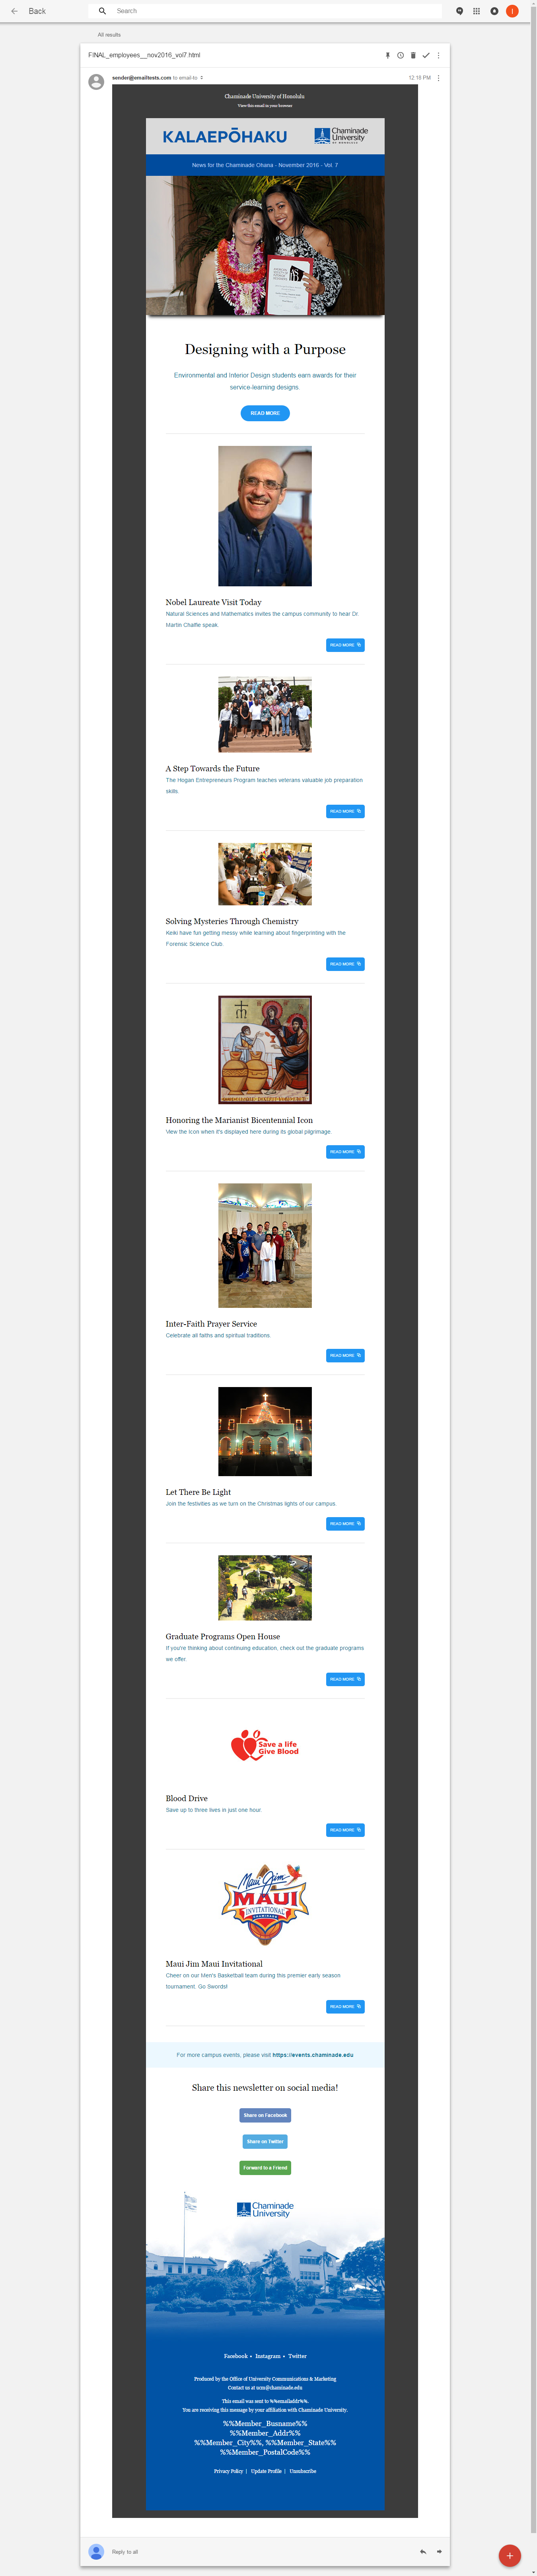 Back
Search
All results
FINAL_employees__nov2016_vol7.html
sender@emailtests.com to email-to
12:19 PM
Chaminade University of Honolulu
View this email in your browser
KALAEPŌHAKU
Chaminade
University
OF HONOLULU
News for the Chaminade Ohana - November 2016 - Vol. 7
Designing with a Purpose
Environmental and Interior Design students earn awards for their
service-learning designs.
READ MORE
Nobel Laureate Visit Today
Natural Sciences and Mathematics invites the campus community to hear Dr.
Martin Chalfie speak.
READ MORE
A Step Towards the Future
The Hogan Entrepreneurs Program teaches veterans valuable job preparation
skills.
READ MORE
Solving Mysteries Through Chemistry
Keiki have fun getting messy while learning about fingerprinting with the
Forensic Science Club.
READ MORE
Honoring the Marianist Bicentennial Icon
View the icon when it's displayed here during its global pilgrimage.
READ MORE
Inter-Faith Prayer Service
Celebrate all faiths and spiritual traditions.
READ MORE
Let There Be Light
Join the festivities as we turn on the Christmas lights of our campus.
READ MORE
Graduate Programs Open House
If you're thinking about continuing education, check out the graduate programs
we offer.
READ MORE
Save a life
Give Blood
Blood Drive
Save up to three lives in just one hour.
READ MORE
Maui Jim
MAUI
INVITATIONAL
CHAMINADE
Maui Jim Maui Invitational
Cheer on our Men's Basketball team during this premier early season
tournament. Go Swords!
READ MORE
For more campus events, please visit https://events.chaminade.edu
Share this newsletter on social media!
Share on Facebook
Share on Twitter
Forward to a Friend
Chaminade
University
Facebook • Instagram • Twitter
Produced by the Office of University Communications & Marketing
Contact us at ucm@chaminade.edu
This email was sent to %%emailaddr%%.
You are receiving this message by your affiliation with Chaminade University.
%%Member_Busname%%
%%Member_Addr%%
%%Member_City%%, %%Member_State%%
%%Member_PostalCode%%
Privacy Policy | Update Profile | Unsubscribe
Reply to all